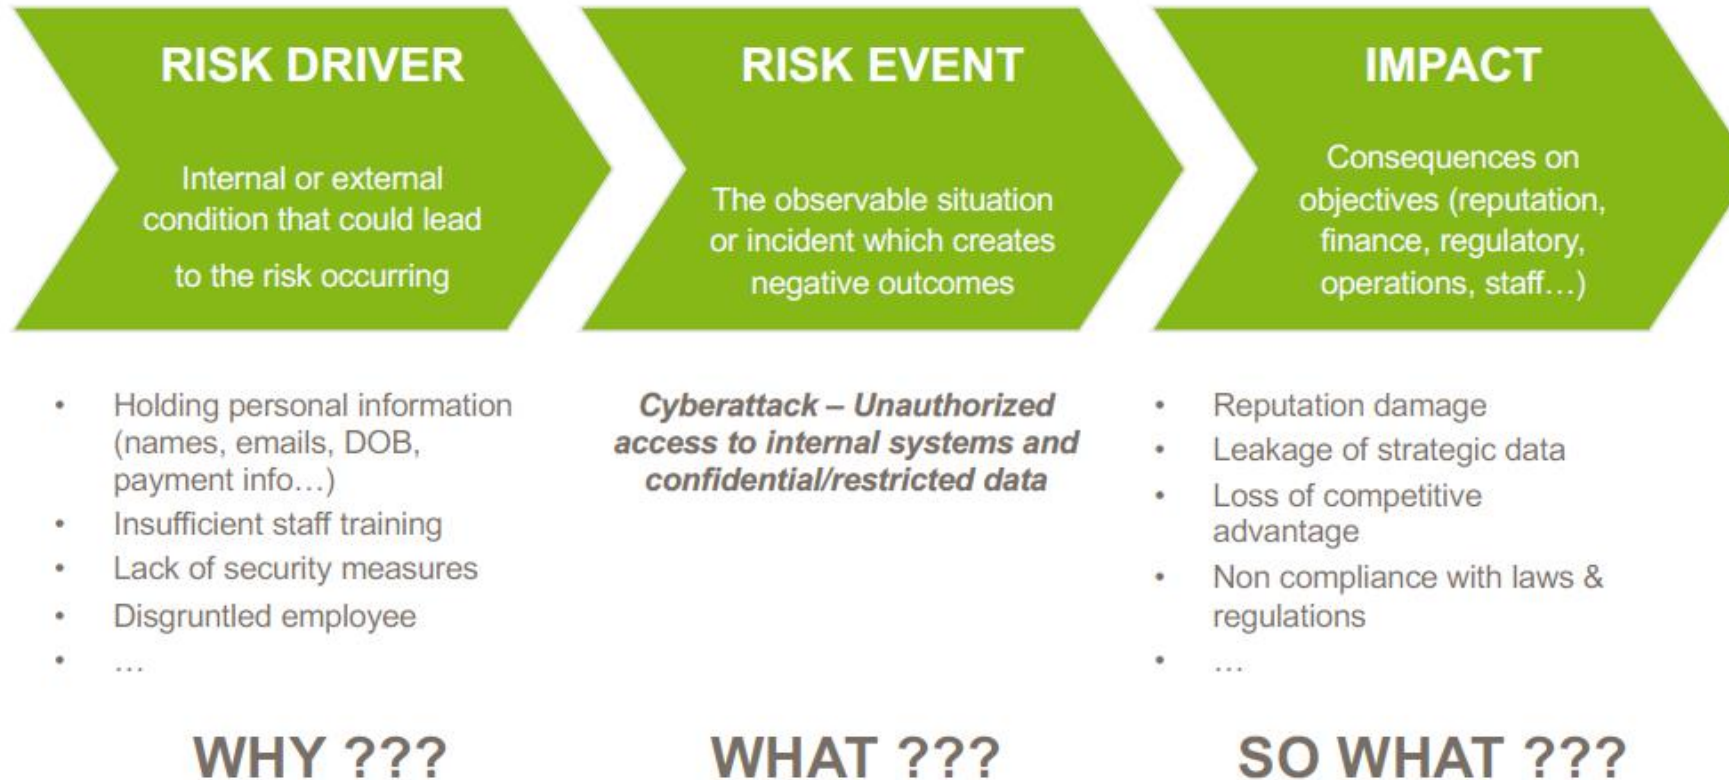 RISK DRIVER
Internal or external
condition that could lead
to the risk occurring
RISK EVENT
The observable situation
or incident which creates
negative outcomes
IMPACT
Consequences on
objectives (reputation,
finance, regulatory,
operations, staff…)
• Holding personal information
(names, emails, DOB,
payment info…)
• Insufficient staff training
• Lack of security measures
• Disgruntled employee
• …
Cyberattack – Unauthorized
access to internal systems and
confidential/restricted data
• Reputation damage
• Leakage of strategic data
• Loss of competitive
advantage
• Non compliance with laws &
regulations
• …
WHY ???
WHAT ???
SO WHAT ???